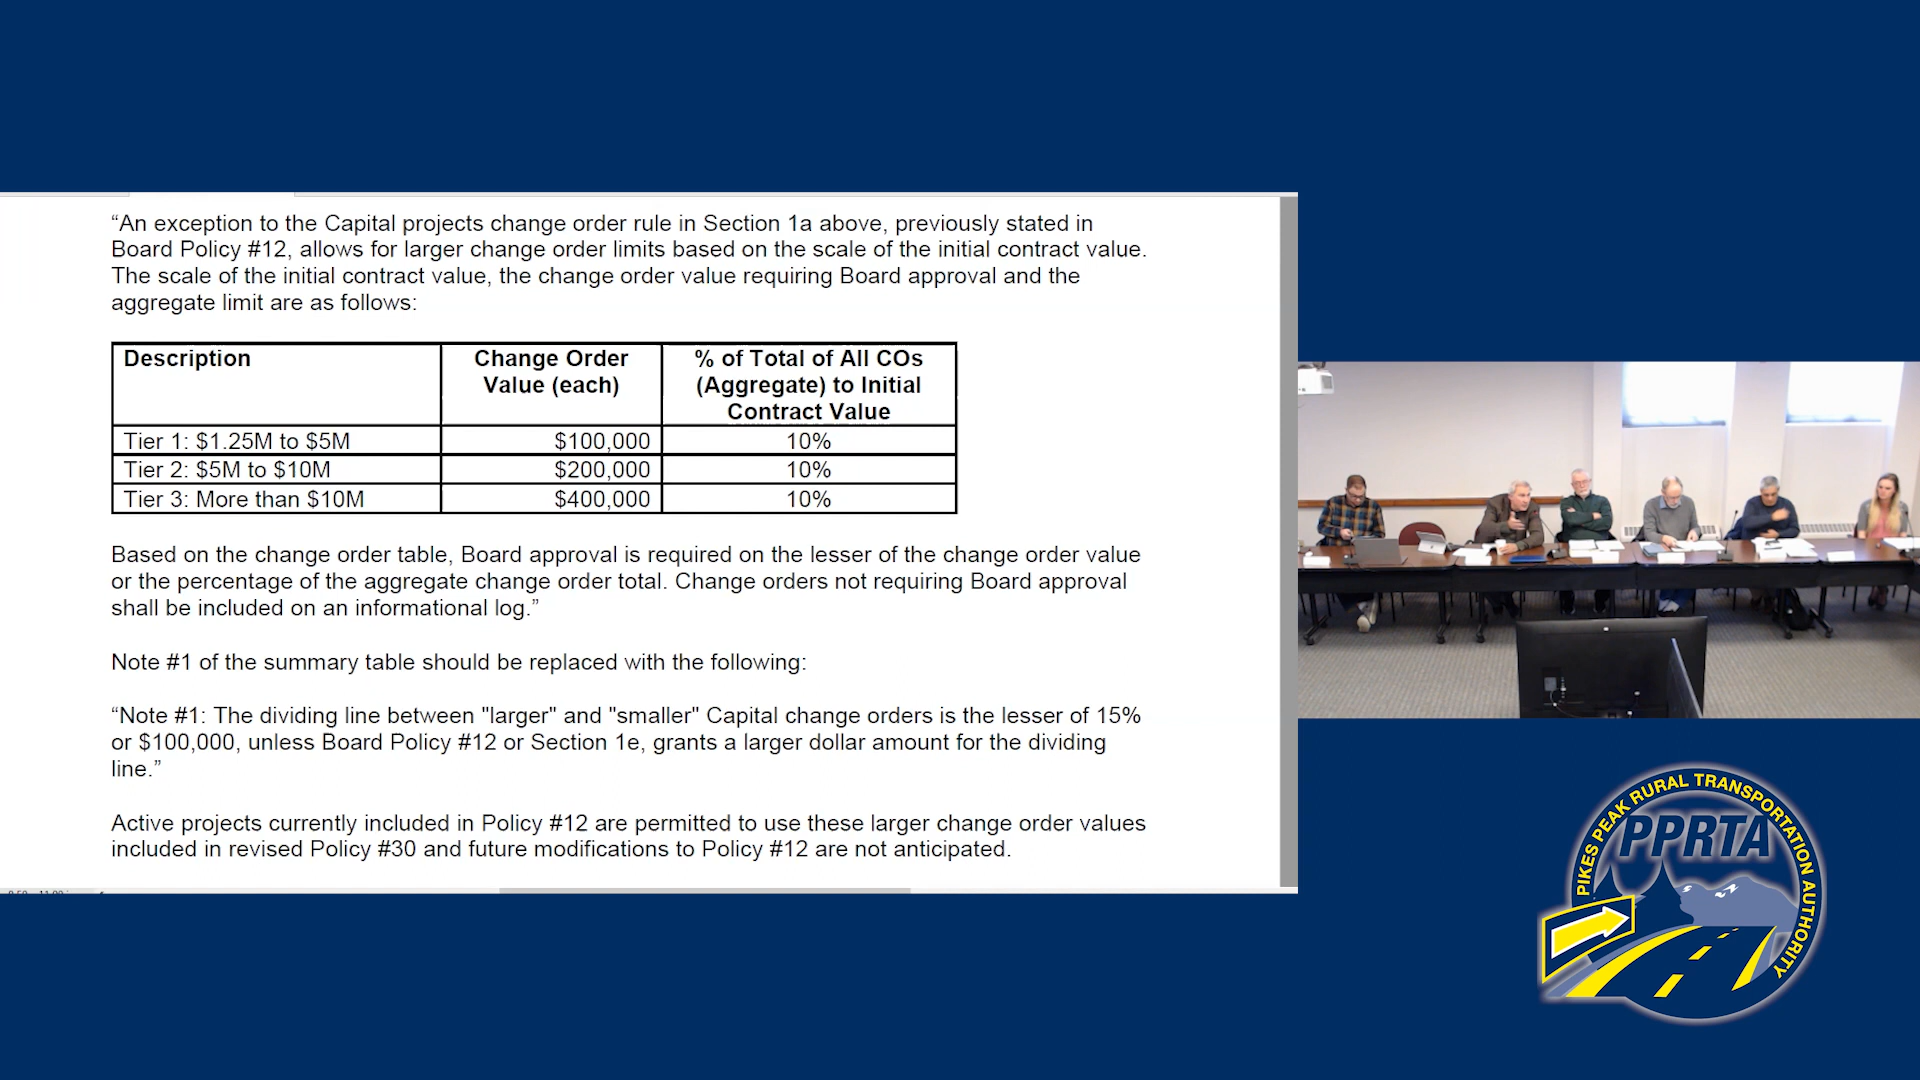 “An exception to the Capital projects change order rule in Section 1a above, previously stated in
Board Policy #12, allows for larger change order limits based on the scale of the initial contract value.
The scale of the initial contract value, the change order value requiring Board approval and the
aggregate limit are as follows:
Description
Change Order
Value (each)
% of Total of All COs
(Aggregate) to Initial
Contract Value
Tier 1: $1.25M to $5M $100,000 10%
Tier 2: $5M to $10M $200,000 10%
Tier 3: More than $10M $400,000 10%
Based on the change order table, Board approval is required on the lesser of the change order value
or the percentage of the aggregate change order total. Change orders not requiring Board approval
shall be included on an informational log.”
Note #1 of the summary table should be replaced with the following:
“Note #1: The dividing line between "larger" and "smaller" Capital change orders is the lesser of 15%
or $100,000, unless Board Policy #12 or Section 1e, grants a larger dollar amount for the dividing
line.”
Active projects currently included in Policy #12 are permitted to use these larger change order values
included in revised Policy #30 and future modifications to Policy #12 are not anticipated.
PIKES PEAK RURAL TRANSPORTATION AUTHORITY
PPRTA